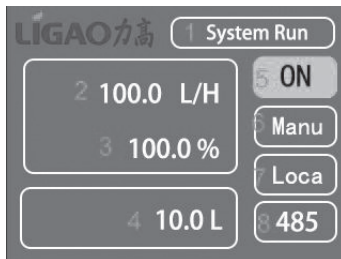 LIGAO力高 1 System Run
2 100.0 L/H
5 ON
3 100.0 %
6 Manu
7 Loca
4 10.0 L
8 485